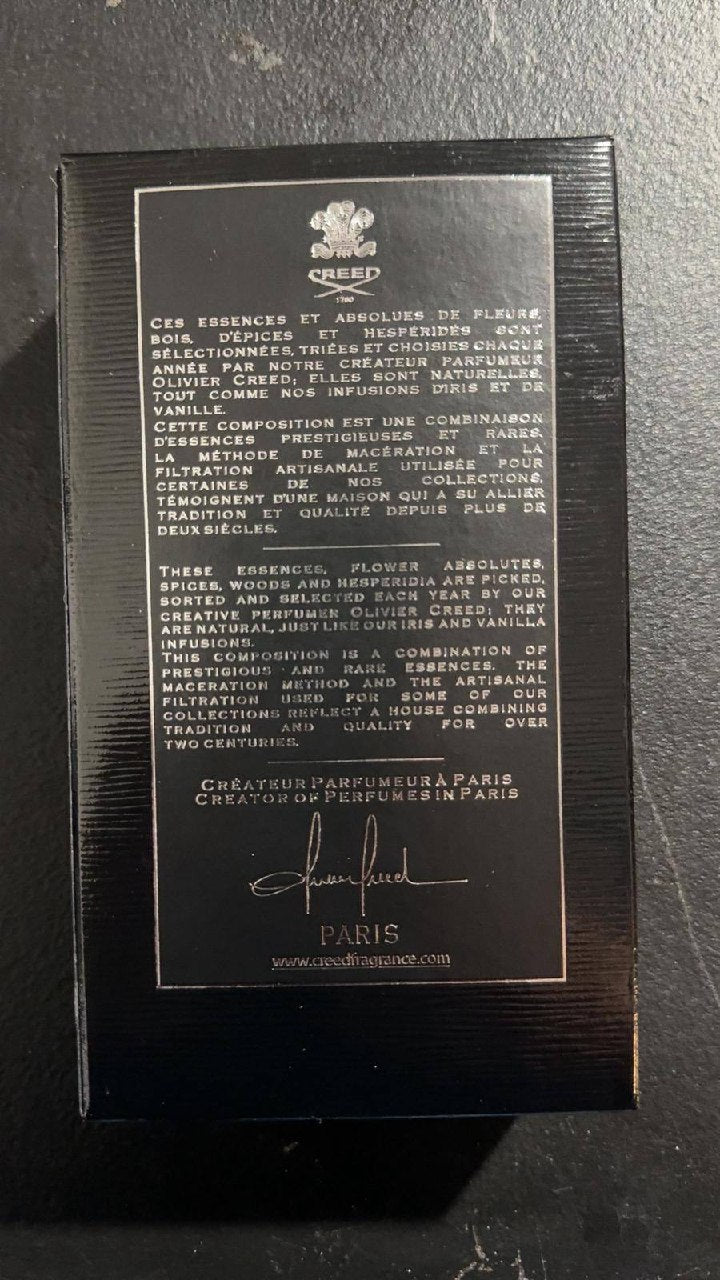 CREED
1760
CES ESSENCES ET ABSOLUES DE FLEURS,
BOIS, D'ÉPICES ET HESPÉRIDÉS SONT
SÉLECTIONNÉES, TRIÉES ET CHOISIES CHAQUE
ANNÉE PAR NOTRE CRÉATEUR PARFUMEUR
OLIVIER CREED; ELLES SONT NATURELLES,
TOUT COMME NOS INFUSIONS D'IRIS ET DE
VANILLE.
CETTE COMPOSITION EST UNE COMBINAISON
D'ESSENCES PRESTIGIEUSES ET RARES.
LA MÉTHODE DE MACÉRATION ET LA
FILTRATION ARTISANALE UTILISÉE POUR
CERTAINES DE NOS COLLECTIONS,
TÉMOIGNENT D'UNE MAISON QUI A SU ALLIER
TRADITION ET QUALITÉ DEPUIS PLUS DE
DEUX SIÈCLES.
THESE ESSENCES, FLOWER ABSOLUTES,
SPICES, WOODS AND HESPERIDIA ARE PICKED,
SORTED AND SELECTED EACH YEAR BY OUR
CREATIVE PERFUMER OLIVIER CREED; THEY
ARE NATURAL, JUST LIKE OUR IRIS AND VANILLA
INFUSIONS.
THIS COMPOSITION IS A COMBINATION OF
PRESTIGIOUS AND RARE ESSENCES. THE
MACERATION METHOD AND THE ARTISANAL
FILTRATION USED FOR SOME OF OUR
COLLECTIONS REFLECT A HOUSE COMBINING
TRADITION AND QUALITY FOR OVER
TWO CENTURIES.
CRÉATEUR PARFUMEUR À PARIS
CREATOR OF PERFUMES IN PARIS
Olivier Creed
PARIS
www.creedfragrance.com